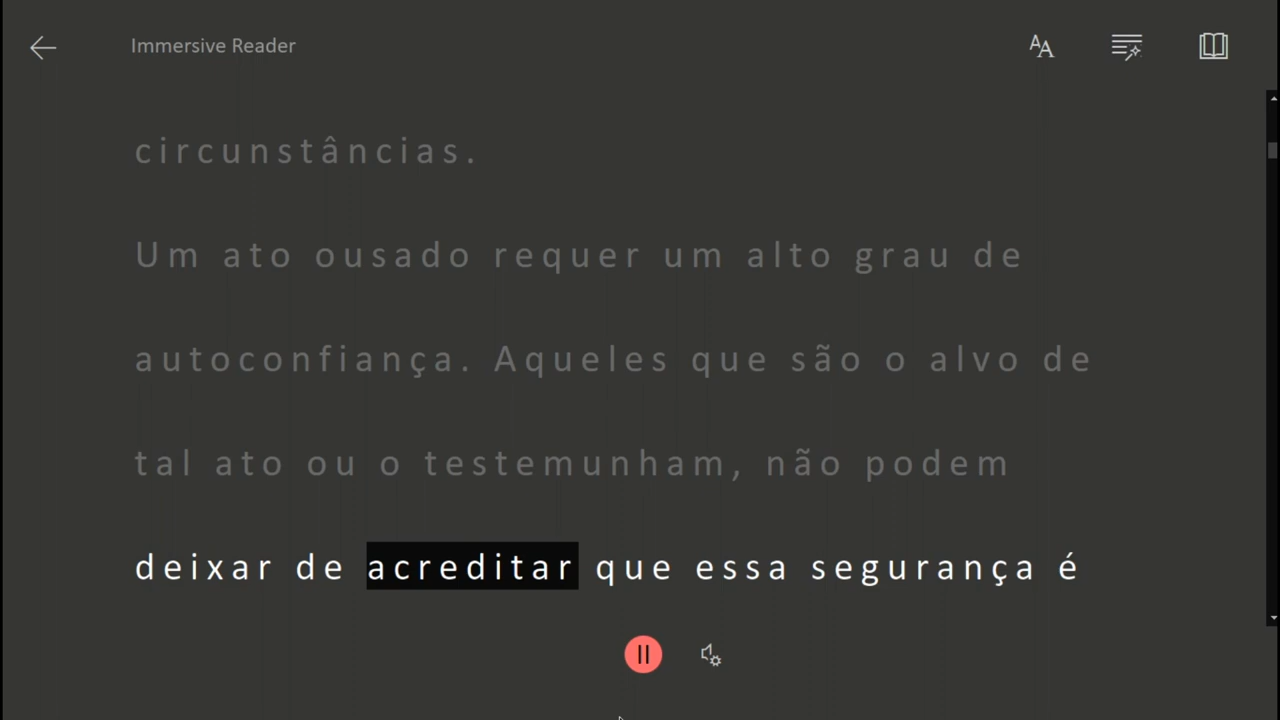 Immersive Reader
circunstâncias.
Um ato ousado requer um alto grau de
autoconfiança. Aqueles que são o alvo de
tal ato ou o testemunham, não podem
deixar de acreditar que essa segurança é